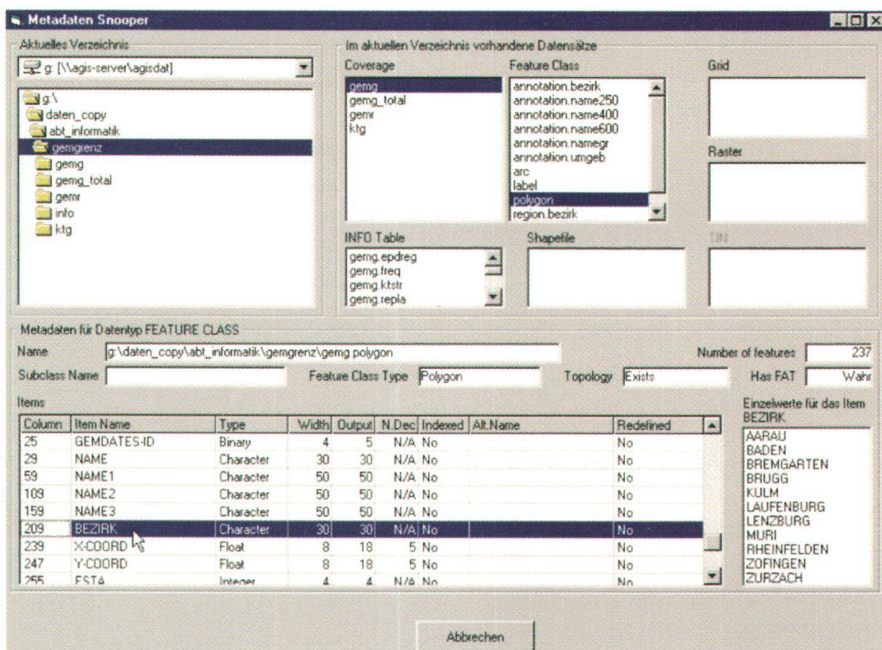 Metadaten Snooper
Aktuelles Verzeichnis
g: [\\agis-server\agisdat]
g:\
daten_copy
abt_informatik
gemgrenz
gemg
gemg_total
gemr
info
ktg
Im aktuellen Verzeichnis vorhandene Datensätze
Coverage
gemg
gemg_total
gemr
ktg
Feature Class
annotation.bezirk
annotation.name250
annotation.name400
annotation.name600
annotation.namegr
annotation.umgeb
arc
label
polygon
region.bezirk
Grid
Raster
INFO Table
gemg.epdreg
gemg.freq
gemg.ktstr
gemg.repla
Shapefile
TIN
Metadaten für Datentyp FEATURE CLASS
Name g:\daten_copy\abt_informatik\gemgrenz\gemg polygon Number of features 237
Subclass Name Feature Class Type Polygon Topology Exists Has FAT Wahr
Items
Column Item Name Type Width Output N.Dec Indexed Alt.Name Redefined
25 GEMDATES-ID Binary 4 5 N/A No No
29 NAME Character 30 30 N/A No No
59 NAME1 Character 50 50 N/A No No
109 NAME2 Character 50 50 N/A No No
159 NAME3 Character 50 50 N/A No No
209 BEZIRK Character 30 30 N/A No No
239 X-COORD Float 8 18 5 No No
247 Y-COORD Float 8 18 5 No No
255 ESTA Integer 4 4 N/A No No
Einzelwerte für das Item
BEZIRK
AARAU
BADEN
BREMGARTEN
BRUGG
KULM
LAUFENBURG
LENZBURG
MURI
RHEINFELDEN
ZOFINGEN
ZURZACH
Abbrechen